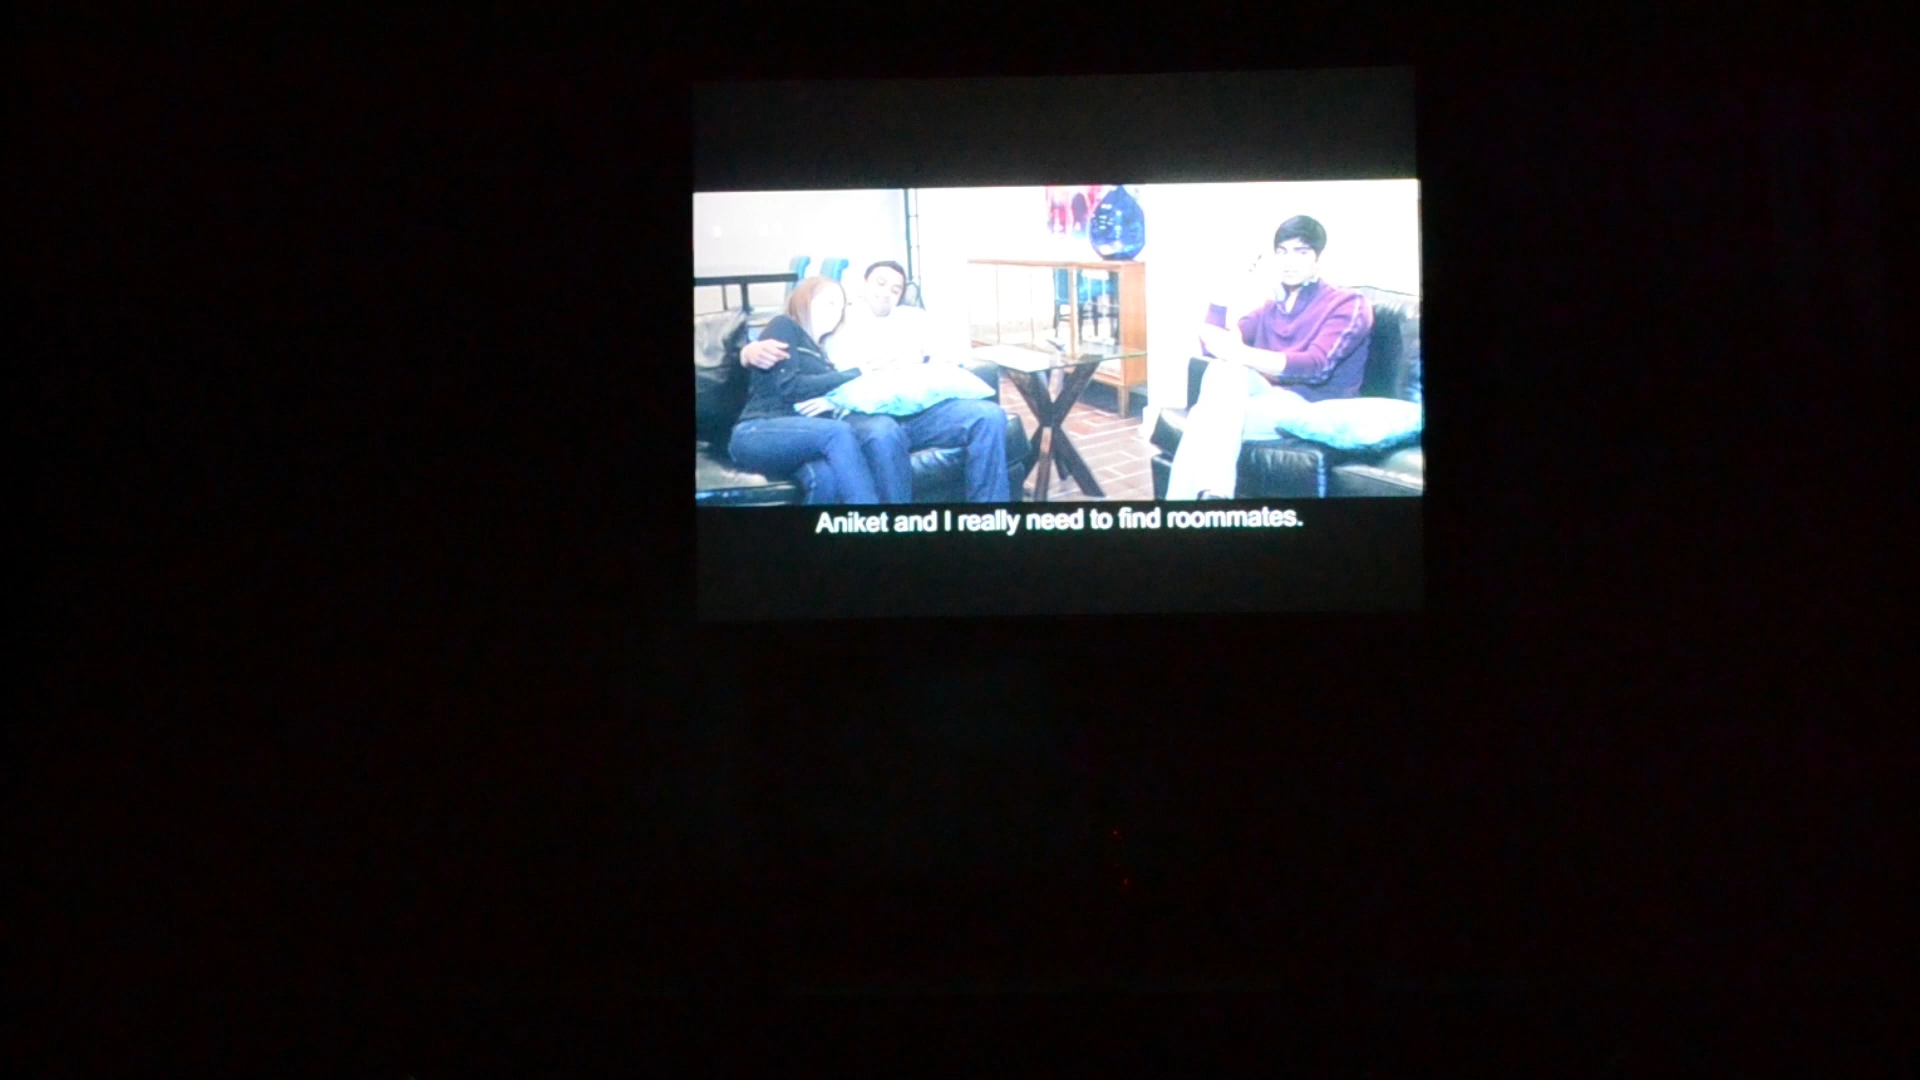 Aniket and I really need to find roommates.